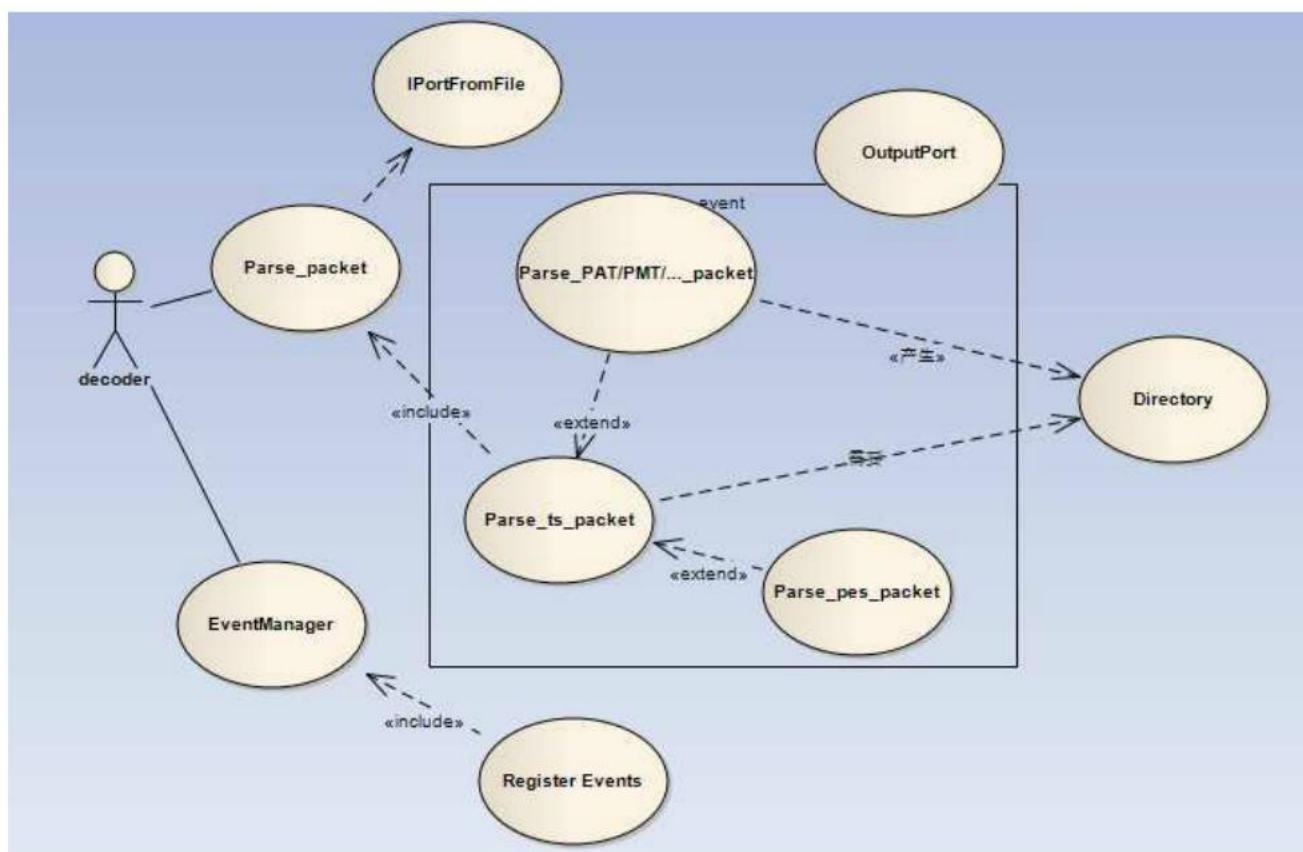 IPortFromFile
OutputPort
event
Parse_packet
Parse_PAT/PMT/..._packet
decoder
«产生»
Directory
«include»
«extend»
Parse_ts_packet
«extend»
Parse_pes_packet
EventManager
«include»
Register Events